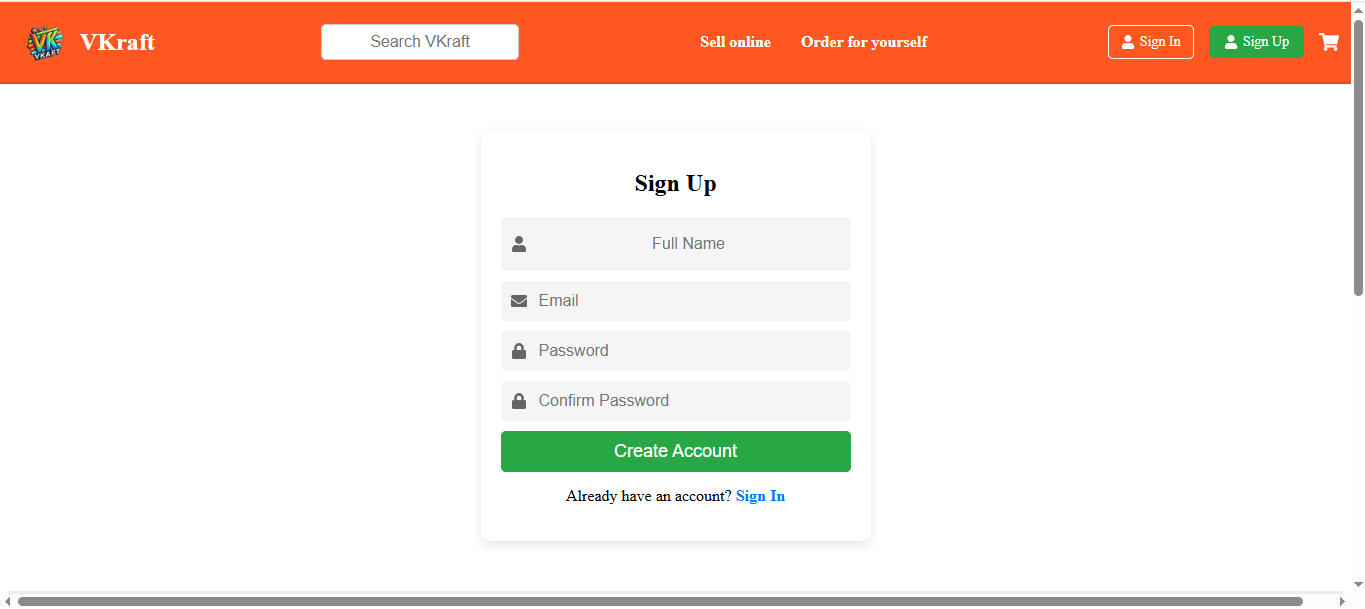 VK
VKRAFT
VKraft
Search VKraft
Sell online
Order for yourself
Sign In
Sign Up
Sign Up
Full Name
Email
Password
Confirm Password
Create Account
Already have an account? Sign In